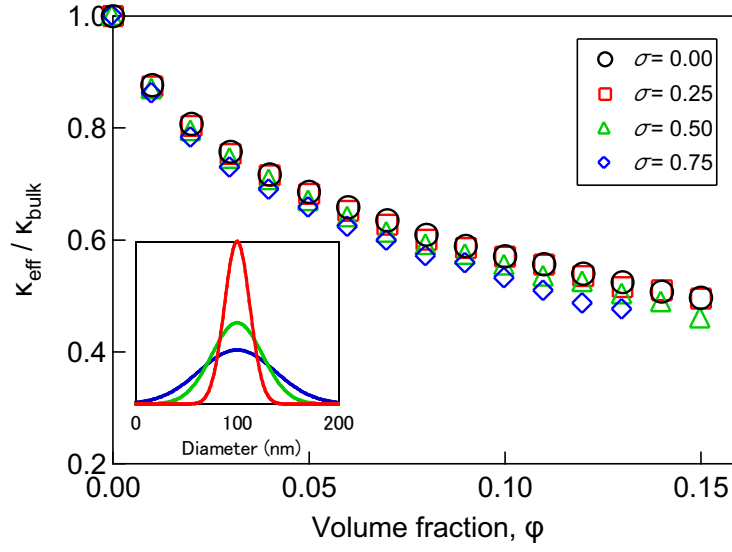 1.0
0.8
0.6
0.4
0.2
κeff / κbulk
σ= 0.00
σ= 0.25
σ= 0.50
σ= 0.75
0
100
200
Diameter (nm)
0.00
0.05
0.10
0.15
Volume fraction, φ